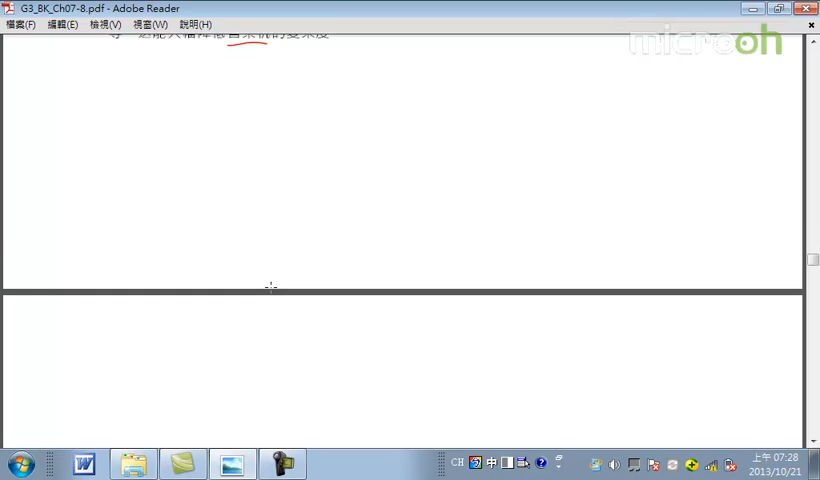 G3_BK_Ch07-8.pdf - Adobe Reader
檔案(F) 編輯(E) 檢視(V) 視窗(W) 說明(H)
microoh
CH 中
上午 07:28
2013/10/21